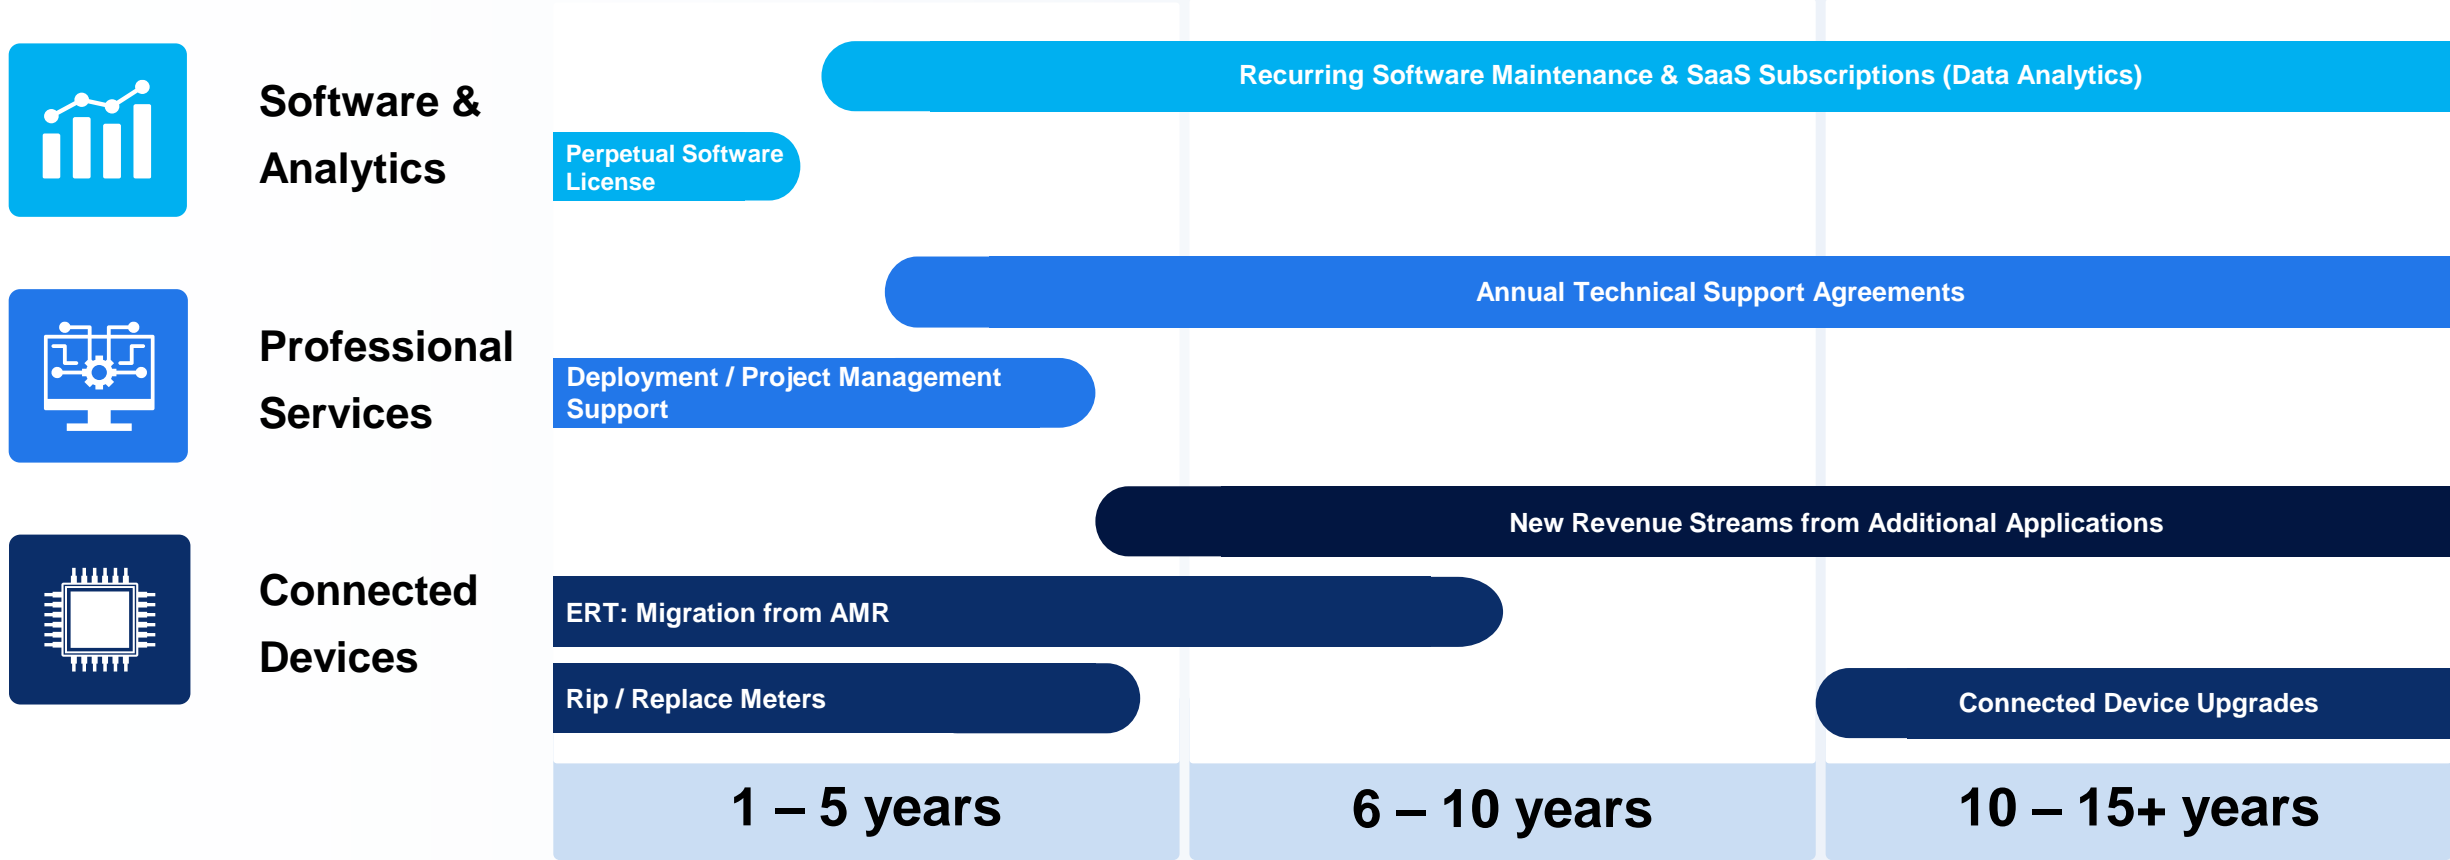 Software &
Analytics
Recurring Software Maintenance & SaaS Subscriptions (Data Analytics)
Perpetual Software
License
Professional
Services
Annual Technical Support Agreements
Deployment / Project Management
Support
Connected
Devices
New Revenue Streams from Additional Applications
ERT: Migration from AMR
Rip / Replace Meters
Connected Device Upgrades
1 – 5 years
6 – 10 years
10 – 15+ years